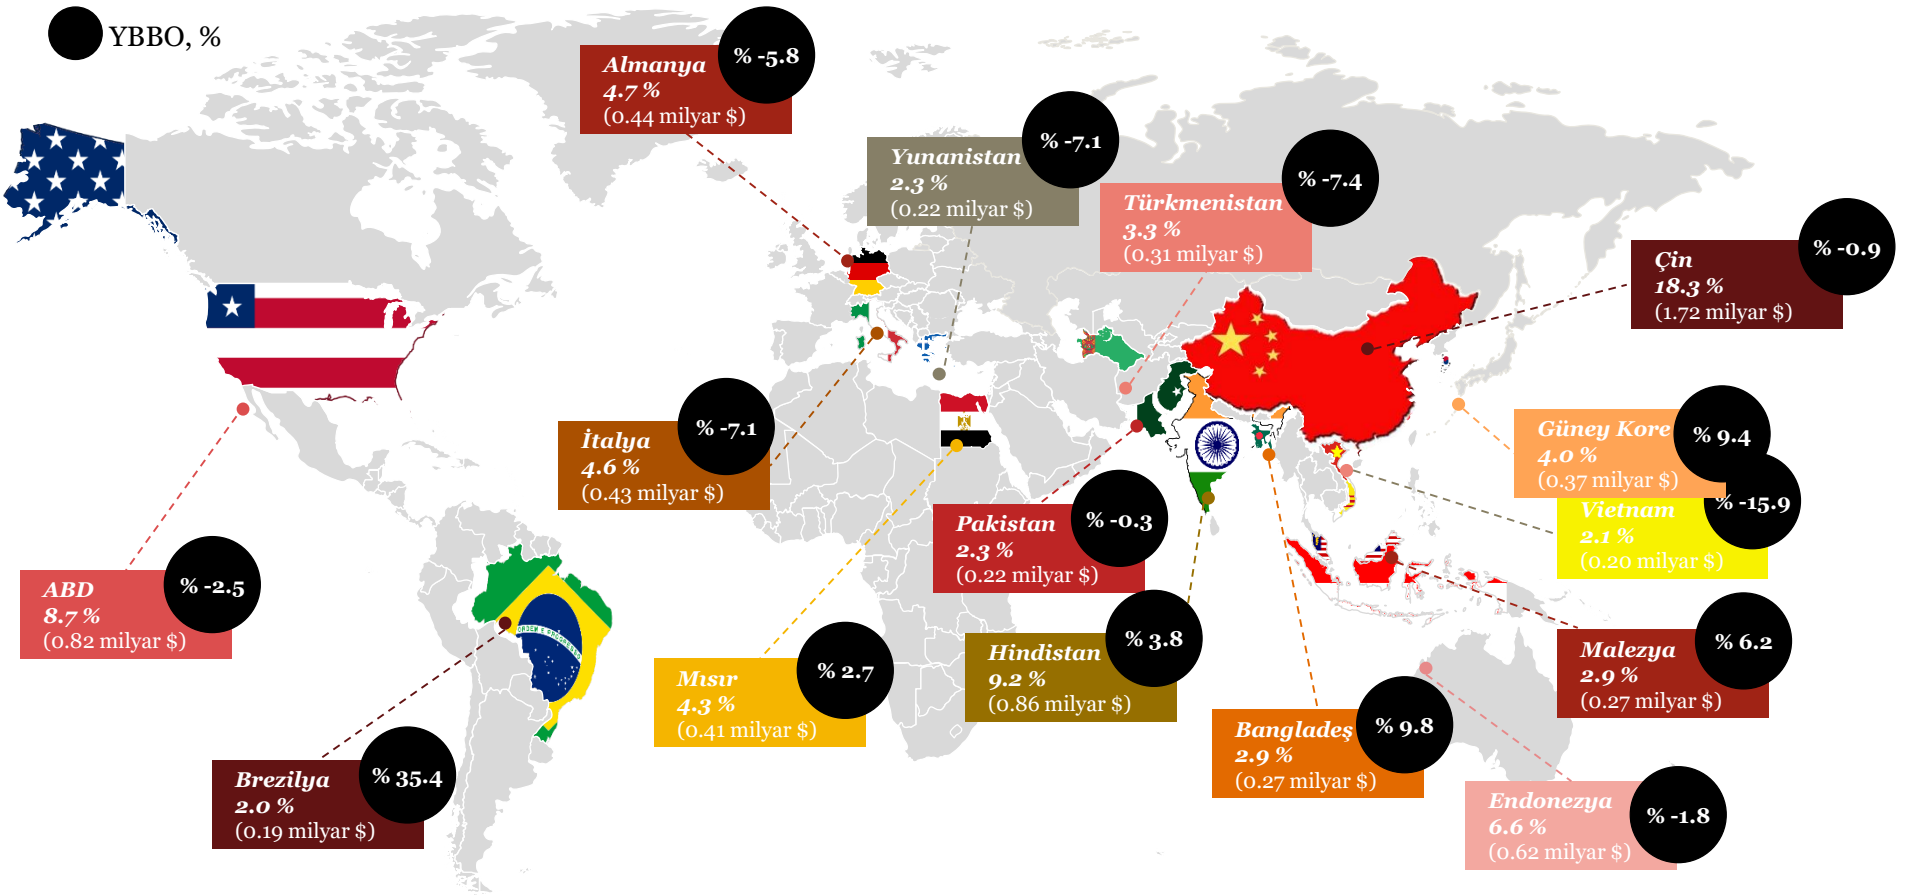 YBBO, %
Almanya
4.7 %
(0.44 milyar $)
% -5.8
Yunanistan
2.3 %
(0.22 milyar $)
% -7.1
Türkmenistan
3.3 %
(0.31 milyar $)
% -7.4
Çin
18.3 %
(1.72 milyar $)
% -0.9
İtalya
4.6 %
(0.43 milyar $)
% -7.1
Güney Kore
4.0 %
(0.37 milyar $)
% 9.4
Vietnam
2.1 %
(0.20 milyar $)
% -15.9
Pakistan
2.3 %
(0.22 milyar $)
% -0.3
ABD
8.7 %
(0.82 milyar $)
% -2.5
Hindistan
9.2 %
(0.86 milyar $)
% 3.8
Malezya
2.9 %
(0.27 milyar $)
% 6.2
Mısır
4.3 %
(0.41 milyar $)
% 2.7
Bangladeş
2.9 %
(0.27 milyar $)
% 9.8
Brezilya
2.0 %
(0.19 milyar $)
% 35.4
Endonezya
6.6 %
(0.62 milyar $)
% -1.8
ORDEM E PROGRESSO